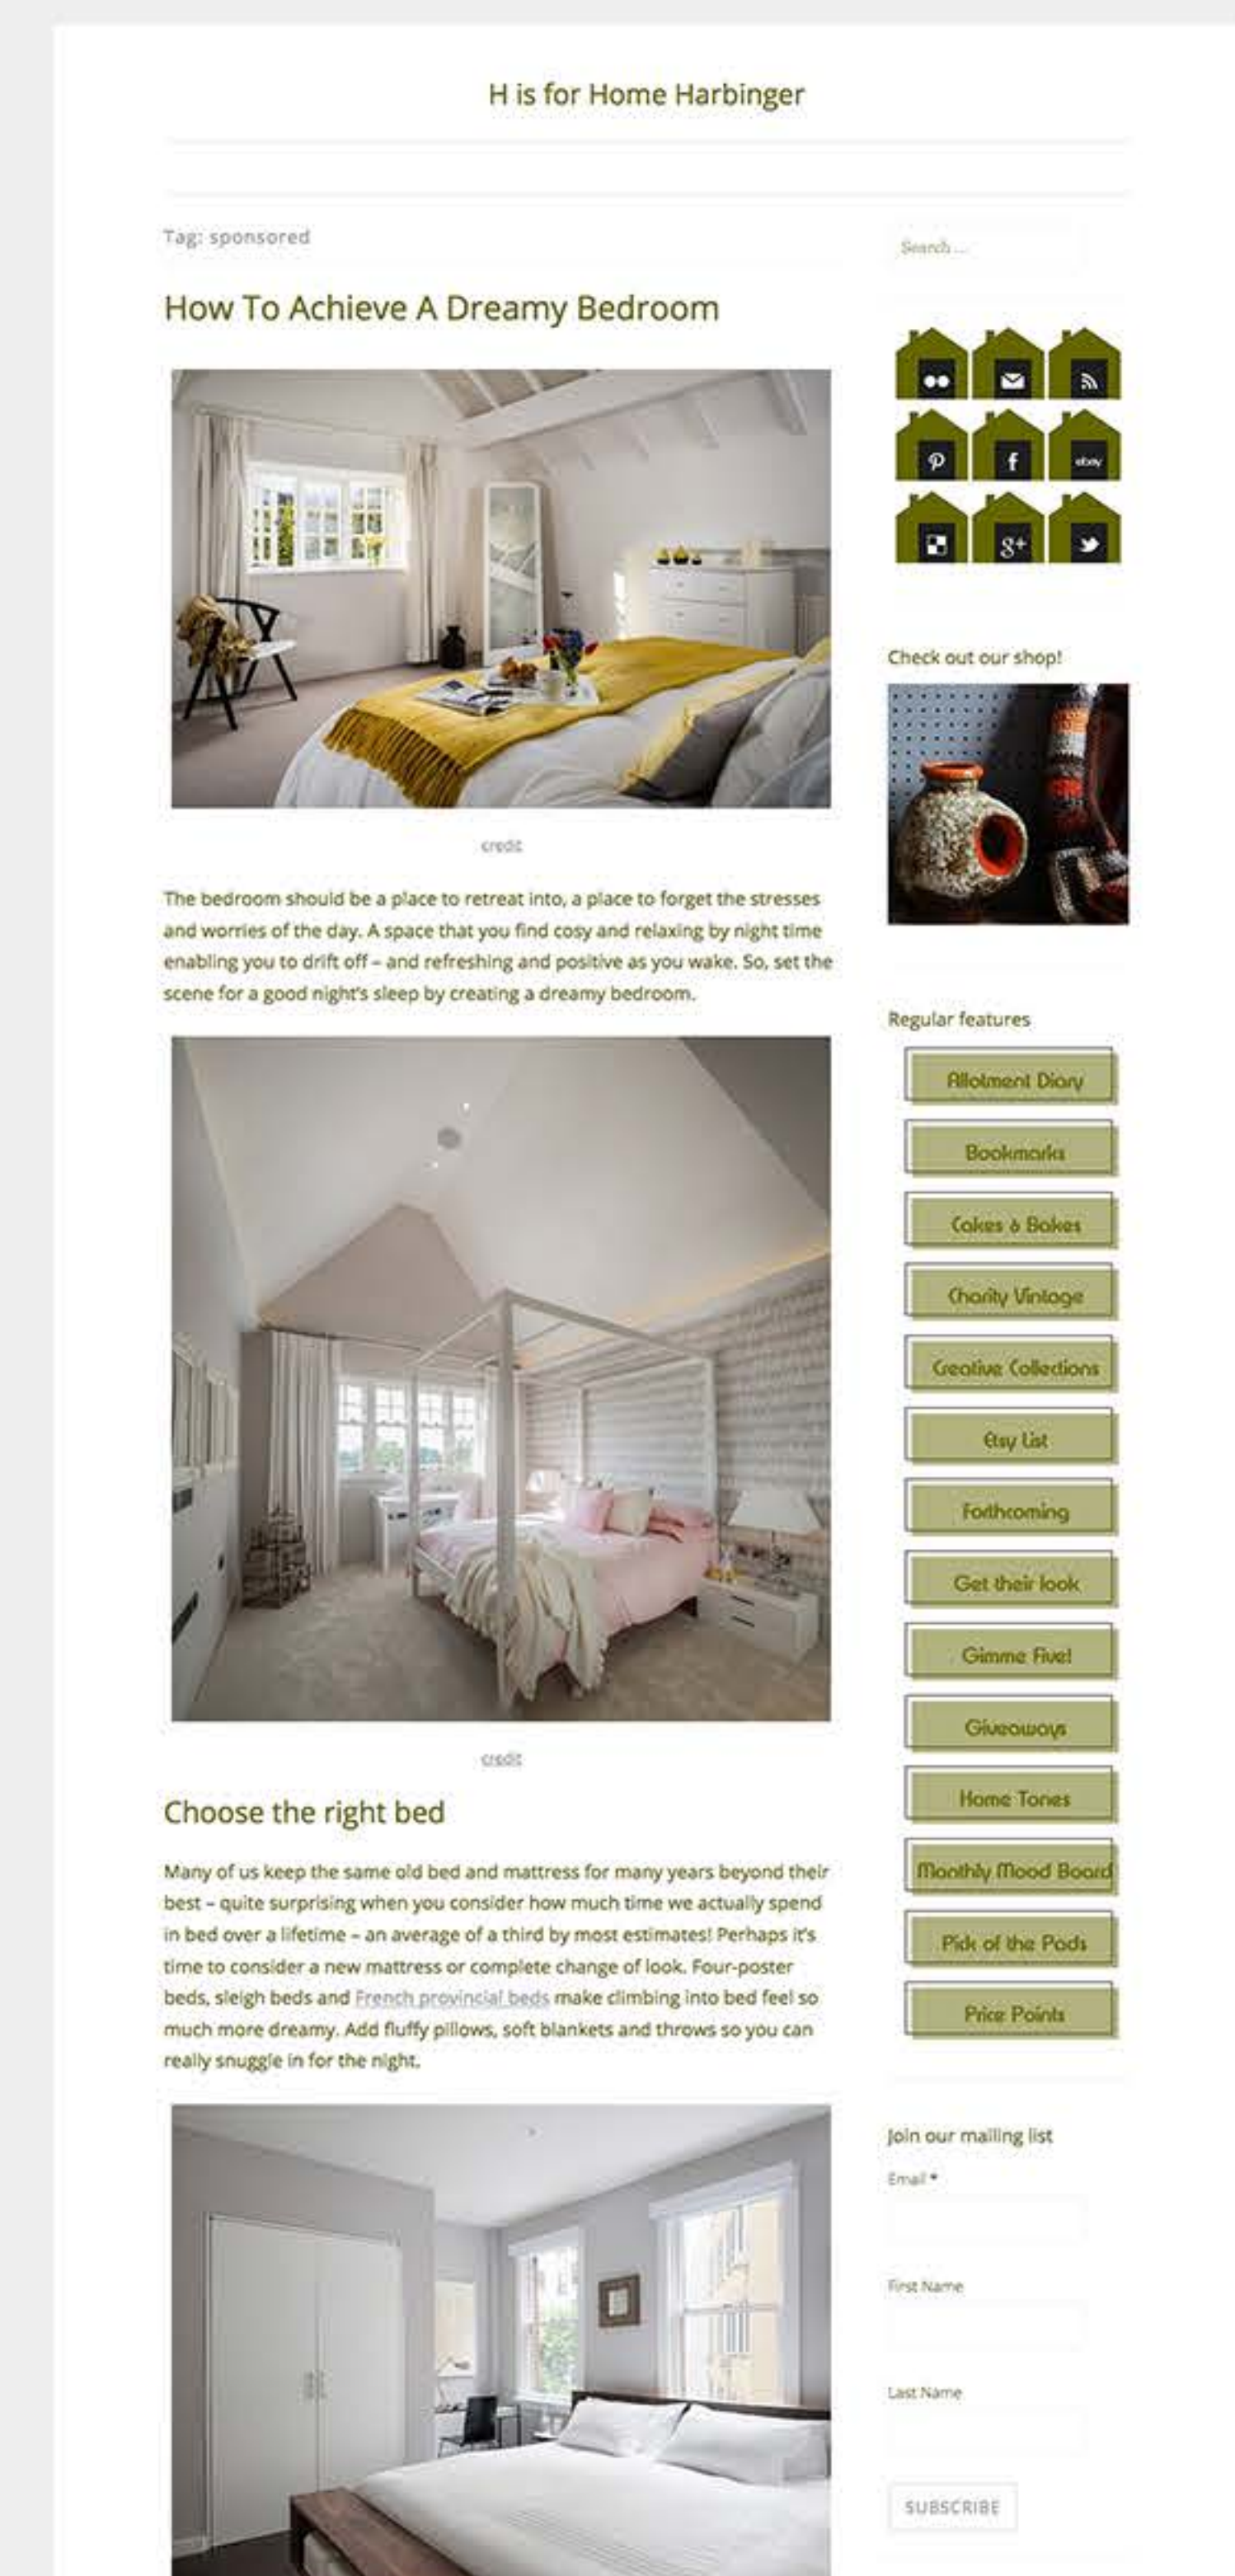 H is for Home Harbinger
Tag: sponsored
How To Achieve A Dreamy Bedroom
credit
The bedroom should be a place to retreat into, a place to forget the stresses
and worries of the day. A space that you find cosy and relaxing by night time
enabling you to drift off – and refreshing and positive as you wake. So, set the
scene for a good night's sleep by creating a dreamy bedroom.
credit
Choose the right bed
Many of us keep the same old bed and mattress for many years beyond their
best – quite surprising when you consider how much time we actually spend
in bed over a lifetime – an average of a third by most estimates! Perhaps it's
time to consider a new mattress or complete change of look. Four-poster
beds, sleigh beds and French provincial beds make climbing into bed feel so
much more dreamy. Add fluffy pillows, soft blankets and throws so you can
really snuggle in for the night.
Search ...
ebay
g+
Check out our shop!
Regular features
Allotment Diary
Bookmarks
Cakes & Bakes
Charity Vintage
Creative Collections
Etsy List
Forthcoming
Get their look
Gimme Five!
Giveaways
Home Tones
Monthly Mood Board
Pick of the Pads
Price Points
Join our mailing list
Email *
First Name
Last Name
SUBSCRIBE